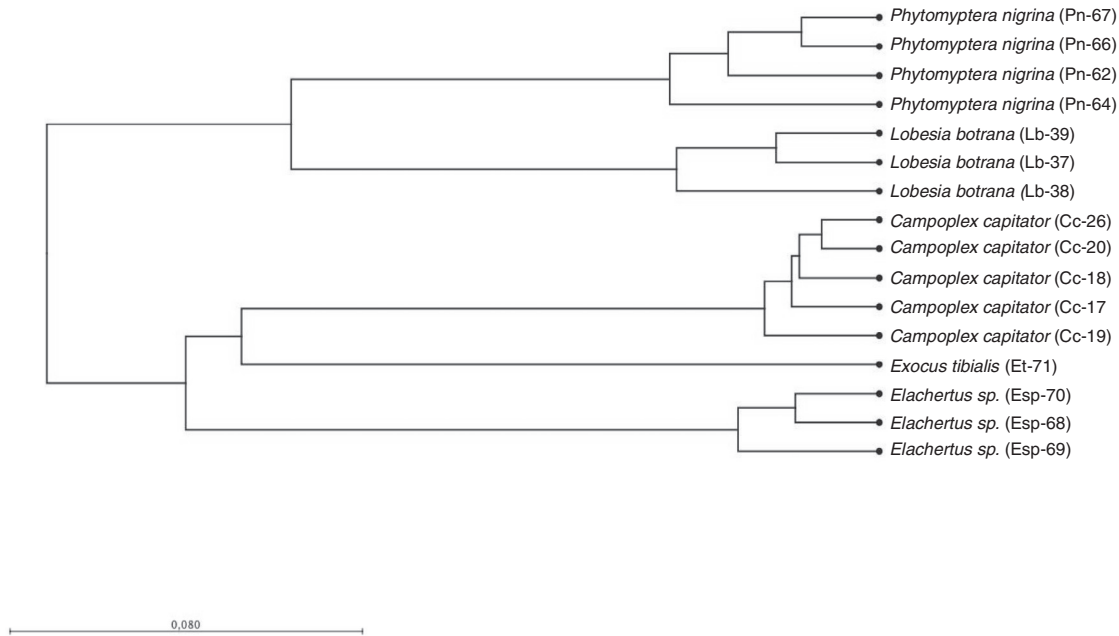 Phytomyptera nigrina (Pn-67)
Phytomyptera nigrina (Pn-66)
Phytomyptera nigrina (Pn-62)
Phytomyptera nigrina (Pn-64)
Lobesia botrana (Lb-39)
Lobesia botrana (Lb-37)
Lobesia botrana (Lb-38)
Campoplex capitator (Cc-26)
Campoplex capitator (Cc-20)
Campoplex capitator (Cc-18)
Campoplex capitator (Cc-17
Campoplex capitator (Cc-19)
Exocus tibialis (Et-71)
Elachertus sp. (Esp-70)
Elachertus sp. (Esp-68)
Elachertus sp. (Esp-69)
0,080